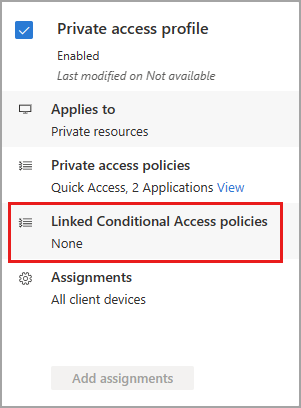 Private access profile
Enabled
Last modified on Not available
Applies to
Private resources
Private access policies
Quick Access, 2 Applications View
Linked Conditional Access policies
None
Assignments
All client devices
Add assignments